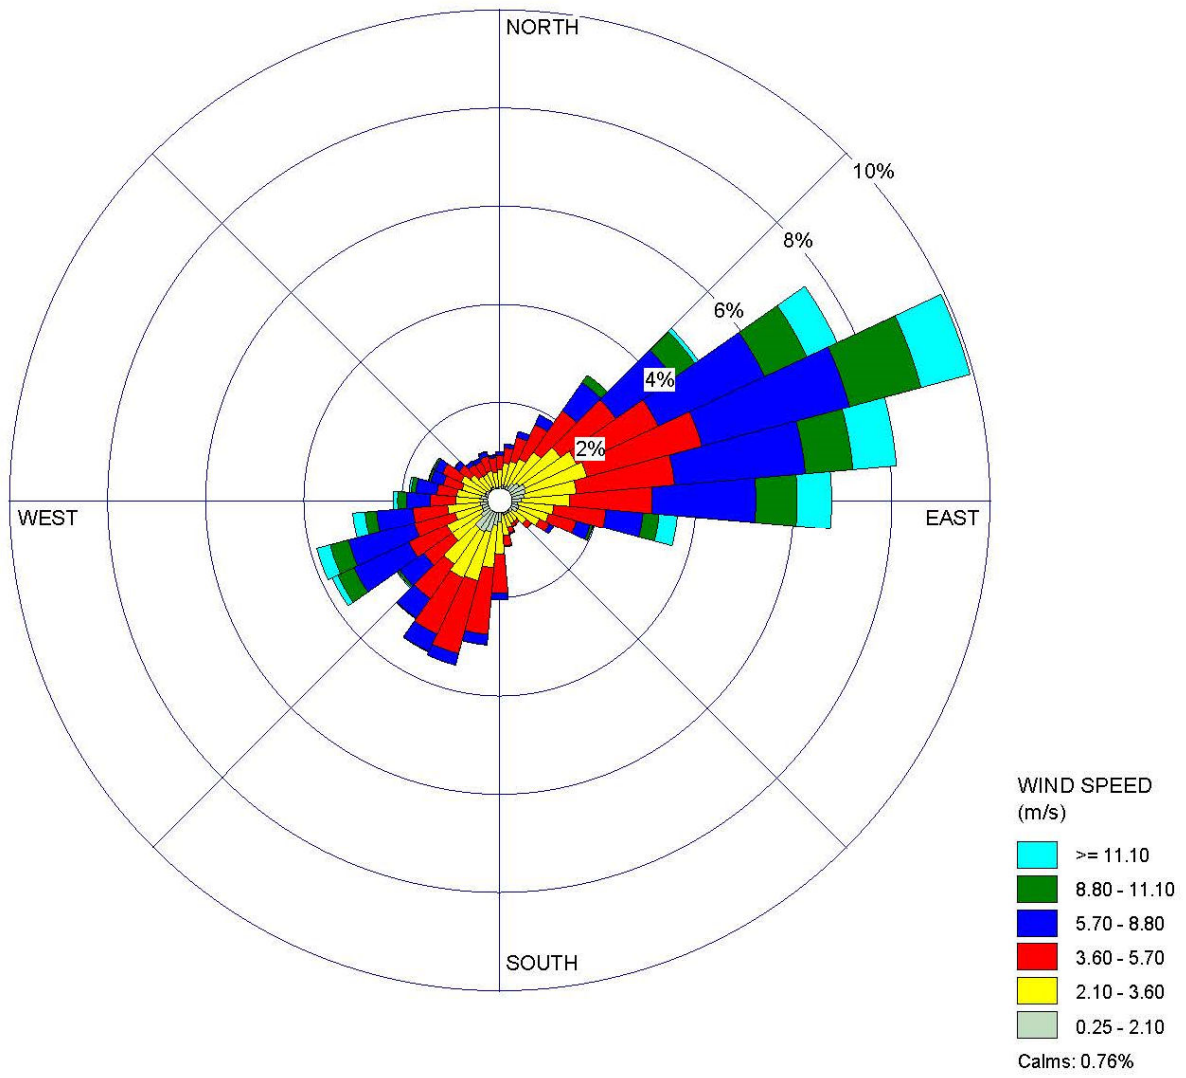 NORTH
10%
8%
6%
4%
2%
WEST
EAST
SOUTH
WIND SPEED
(m/s)
>= 11.10
8.80 - 11.10
5.70 - 8.80
3.60 - 5.70
2.10 - 3.60
0.25 - 2.10
Calms: 0.76%